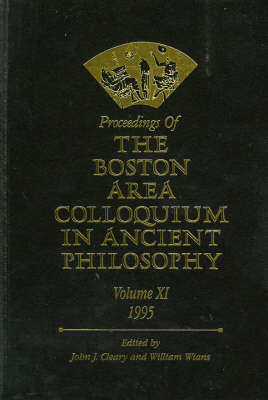 Proceedings Of
THE
BOSTON
AREA
COLLOQUIUM
IN ANCIENT
PHILOSOPHY
Volume XI
1995
Edited by
John J. Cleary and William Wians